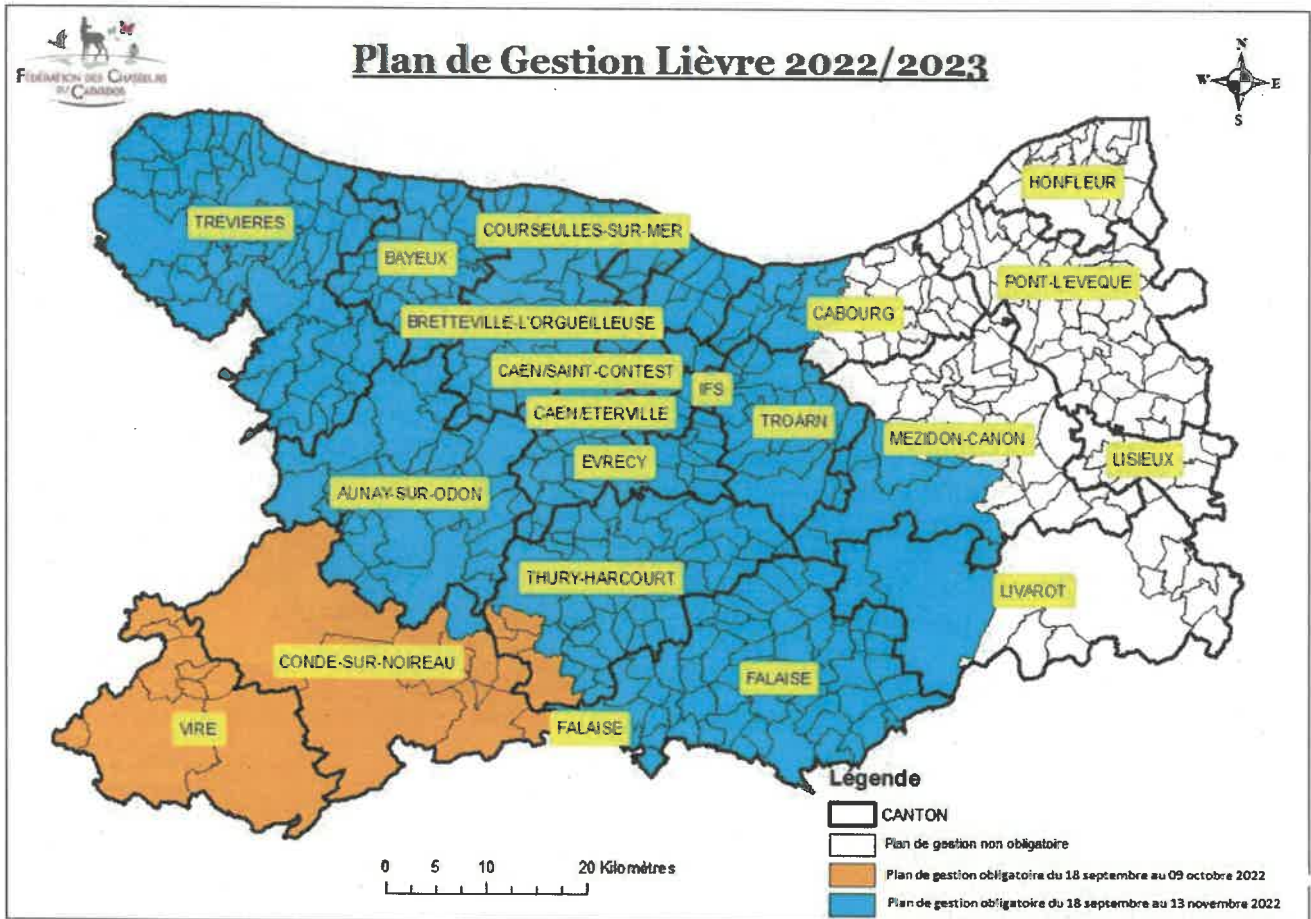 FÉDÉRATION DES CHASSEURS
DU CALVADOS
Plan de Gestion Lièvre 2022/2023
N
W
E
S
HONFLEUR
TREVIERES
COURSEULLES-SUR-MER
BAYEUX
PONT-L'EVEQUE
CABOURG
BRETTEVILLE-L'ORGUEILLEUSE
CAEN/SAINT-CONTEST
IFS
CAEN/ETERVILLE
TROARN
MEZIDON-CANON
EVRECY
LISIEUX
AUNAY-SUR-ODON
THURY-HARCOURT
LIVAROT
CONDE-SUR-NOIREAU
FALAISE
VIRE
FALAISE
Légende
CANTON
Plan de gestion non obligatoire
Plan de gestion obligatoire du 18 septembre au 09 octobre 2022
Plan de gestion obligatoire du 18 septembre au 13 novembre 2022
0 5 10 20 Kilomètres